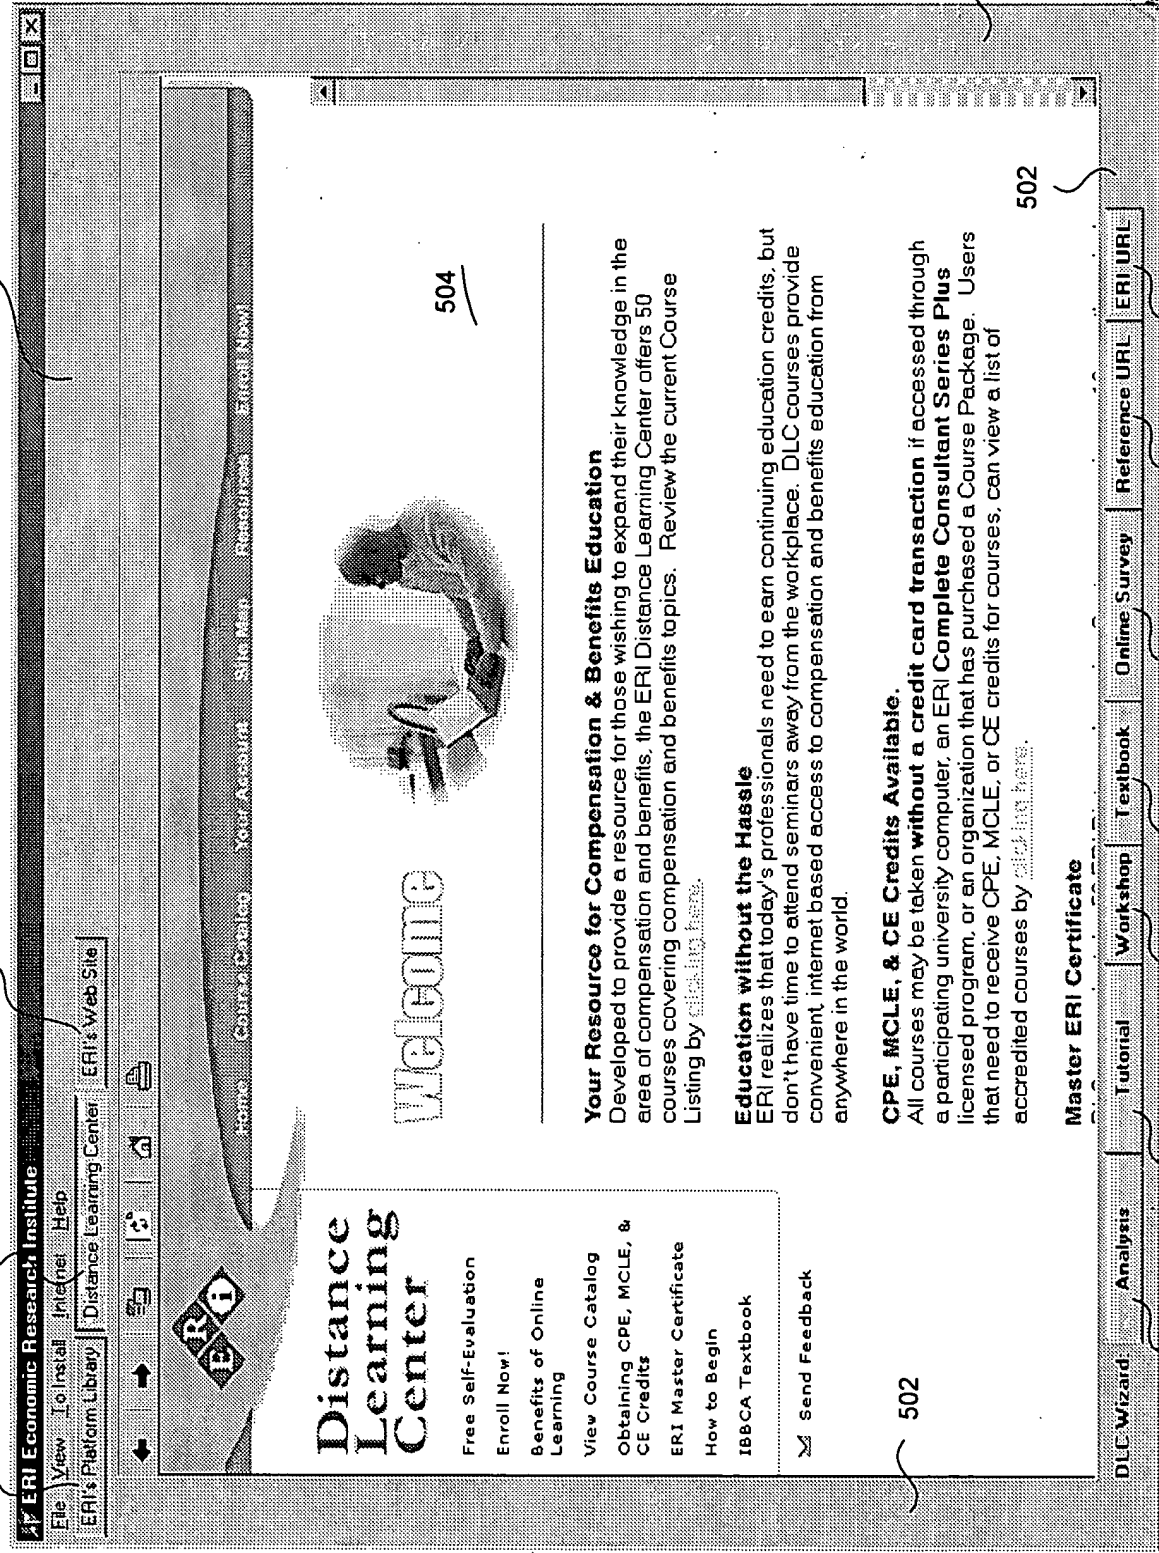 ERI Economic Research Institute
File View To Install Internet Help
ERI's Platform Library Distance Learning Center ERI's Web Site
E R i
Home Course Catalog Your Account Site Map Resources Enroll Now!
Distance
Learning
Center
Free Self-Evaluation
Enroll Now!
Benefits of Online
Learning
View Course Catalog
Obtaining CPE, MCLE, &
CE Credits
ERI Master Certificate
How to Begin
IBBCA Textbook
Send Feedback
502
Welcome
504
Your Resource for Compensation & Benefits Education
Developed to provide a resource for those wishing to expand their knowledge in the
area of compensation and benefits, the ERI Distance Learning Center offers 50
courses covering compensation and benefits topics. Review the current Course
Listing by clicking here.
Education without the Hassle
ERI realizes that today's professionals need to earn continuing education credits, but
don't have time to attend seminars away from the workplace. DLC courses provide
convenient, internet based access to compensation and benefits education from
anywhere in the world.
CPE, MCLE, & CE Credits Available.
All courses may be taken without a credit card transaction if accessed through
a participating university computer, an ERI Complete Consultant Series Plus
licensed program, or an organization that has purchased a Course Package. Users
that need to receive CPE, MCLE, or CE credits for courses, can view a list of
accredited courses by clicking here.
502
Master ERI Certificate
DLC-Wizard: Analysis Tutorial Workshop Textbook Online Survey Reference URL ERI URL